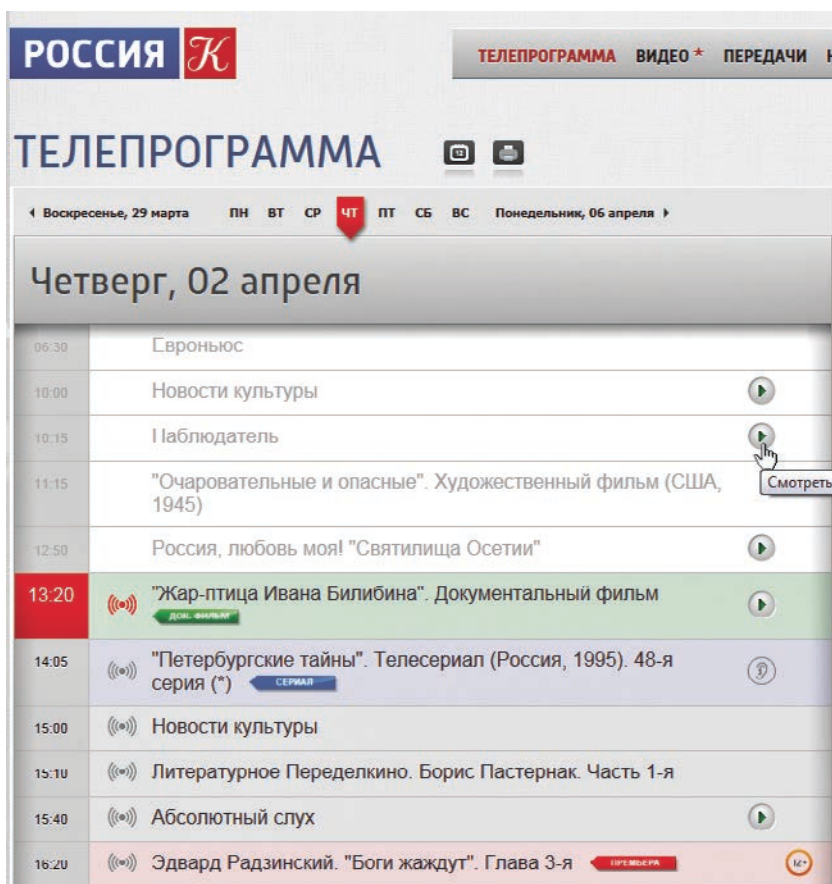 РОССИЯ К
ТЕЛЕПРОГРАММА ВИДЕО * ПЕРЕДАЧИ Н
ТЕЛЕПРОГРАММА
12
Воскресенье, 29 марта ПН ВТ СР ЧТ ПТ СБ ВС Понедельник, 06 апреля
Четверг, 02 апреля
06:30 Евроньюс
10:00 Новости культуры
10:15 Наблюдатель
11:15 "Очаровательные и опасные". Художественный фильм (США,
1945)
Смотреть
12:50 Россия, любовь моя! "Святилища Осетии"
13:20 "Жар-птица Ивана Билибина". Документальный фильм
ДОК. ФИЛЬМ
14:05 "Петербургские тайны". Телесериал (Россия, 1995). 48-я
серия (*) СЕРИАЛ
15:00 Новости культуры
15:10 Литературное Переделкино. Борис Пастернак. Часть 1-я
15:40 Абсолютный слух
16:20 Эдвард Радзинский. "Боги жаждут". Глава 3-я ПРЕМЬЕРА 12+